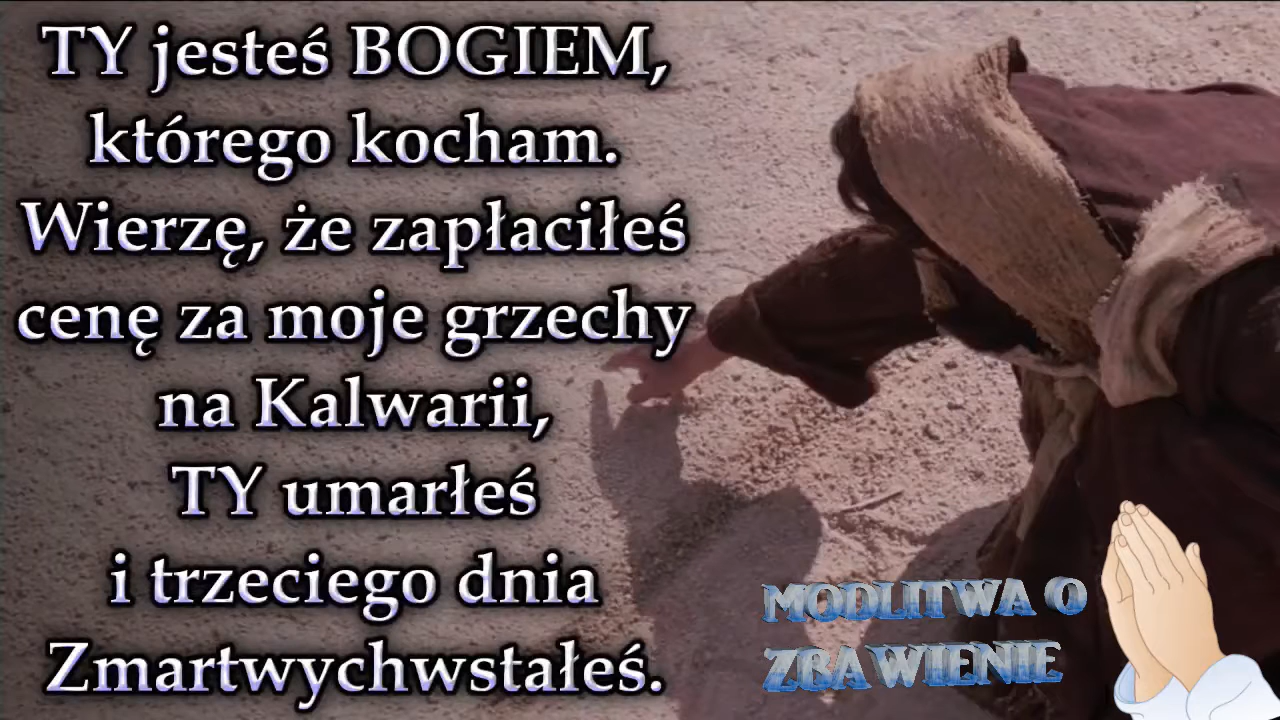 TY jesteś BOGIEM,
którego kocham.
Wierzę, że zapłaciłeś
cenę za moje grzechy
na Kalwarii,
TY umarłeś
i trzeciego dnia
Zmartwychwstałeś.
MODLITWA O
ZBAWIENIE